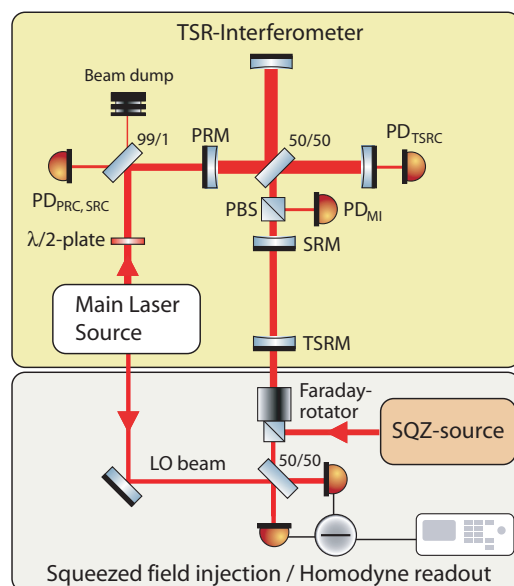 TSR-Interferometer
Beam dump
99/1
PRM
50/50
PD_TSRC
PD_PRC, SRC
PBS
PD_MI
λ/2-plate
SRM
Main Laser
Source
TSRM
Faraday-
rotator
SQZ-source
LO beam
50/50
Squeezed field injection / Homodyne readout